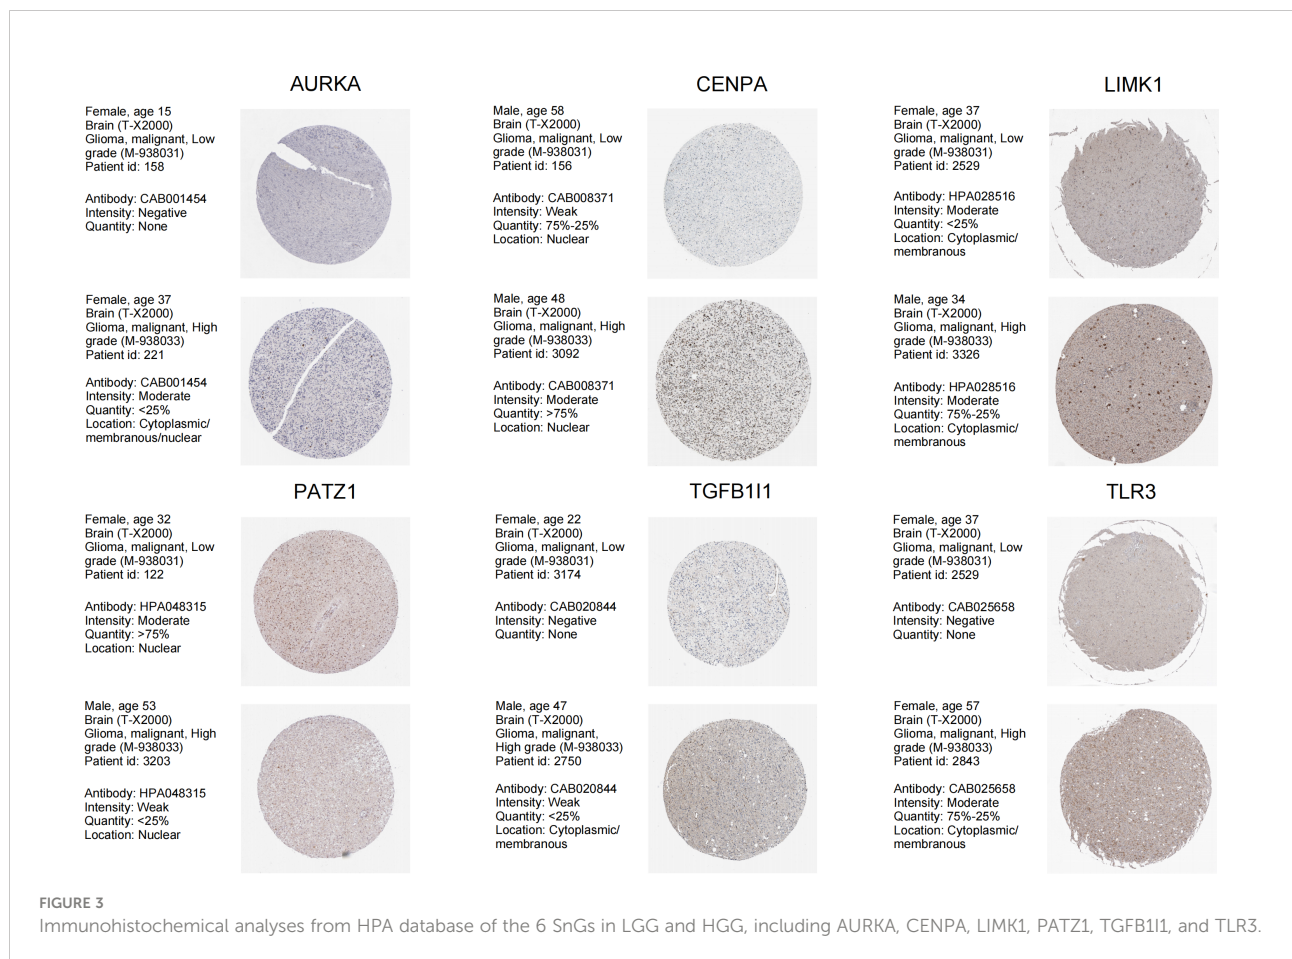 AURKA
Female, age 15
Brain (T-X2000)
Glioma, malignant, Low
grade (M-938031)
Patient id: 158
Antibody: CAB001454
Intensity: Negative
Quantity: None
Female, age 37
Brain (T-X2000)
Glioma, malignant, High
grade (M-938033)
Patient id: 221
Antibody: CAB001454
Intensity: Moderate
Quantity: <25%
Location: Cytoplasmic/
membranous/nuclear
CENPA
Male, age 58
Brain (T-X2000)
Glioma, malignant, Low
grade (M-938031)
Patient id: 156
Antibody: CAB008371
Intensity: Weak
Quantity: 75%-25%
Location: Nuclear
Male, age 48
Brain (T-X2000)
Glioma, malignant, High
grade (M-938033)
Patient id: 3092
Antibody: CAB008371
Intensity: Moderate
Quantity: >75%
Location: Nuclear
LIMK1
Female, age 37
Brain (T-X2000)
Glioma, malignant, Low
grade (M-938031)
Patient id: 2529
Antibody: HPA028516
Intensity: Moderate
Quantity: <25%
Location: Cytoplasmic/
membranous
Male, age 34
Brain (T-X2000)
Glioma, malignant, High
grade (M-938033)
Patient id: 3326
Antibody: HPA028516
Intensity: Moderate
Quantity: 75%-25%
Location: Cytoplasmic/
membranous
PATZ1
Female, age 32
Brain (T-X2000)
Glioma, malignant, Low
grade (M-938031)
Patient id: 122
Antibody: HPA048315
Intensity: Moderate
Quantity: >75%
Location: Nuclear
Male, age 53
Brain (T-X2000)
Glioma, malignant, High
grade (M-938033)
Patient id: 3203
Antibody: HPA048315
Intensity: Weak
Quantity: <25%
Location: Nuclear
TGFB1I1
Female, age 22
Brain (T-X2000)
Glioma, malignant, Low
grade (M-938031)
Patient id: 3174
Antibody: CAB020844
Intensity: Negative
Quantity: None
Male, age 47
Brain (T-X2000)
Glioma, malignant,
High grade (M-938033)
Patient id: 2750
Antibody: CAB020844
Intensity: Weak
Quantity: <25%
Location: Cytoplasmic/
membranous
TLR3
Female, age 37
Brain (T-X2000)
Glioma, malignant, Low
grade (M-938031)
Patient id: 2529
Antibody: CAB025658
Intensity: Negative
Quantity: None
Female, age 57
Brain (T-X2000)
Glioma, malignant, High
grade (M-938033)
Patient id: 2843
Antibody: CAB025658
Intensity: Moderate
Quantity: 75%-25%
Location: Cytoplasmic/
membranous
FIGURE 3
Immunohistochemical analyses from HPA database of the 6 SnGs in LGG and HGG, including AURKA, CENPA, LIMK1, PATZ1, TGFB1I1, and TLR3.